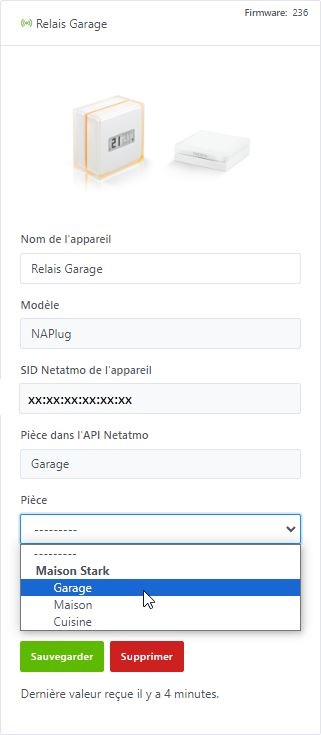 Firmware: 236
Relais Garage
21
Nom de l'appareil
Relais Garage
Modèle
NAPlug
SID Netatmo de l'appareil
xx:xx:xx:xx:xx:xx
Pièce dans l'API Netatmo
Garage
Pièce
---------
---------
Maison Stark
Garage
Maison
Cuisine
Sauvegarder
Supprimer
Dernière valeur reçue il y a 4 minutes.